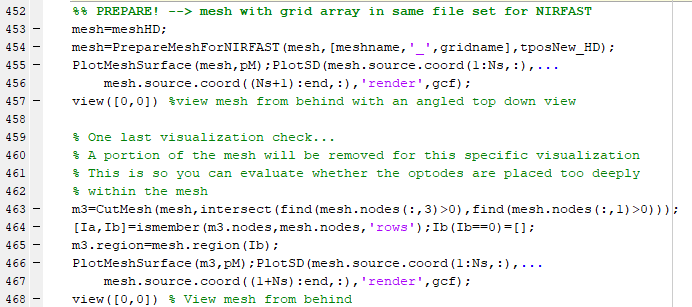 452 %% PREPARE! --> mesh with grid array in same file set for NIRFAST
453 – mesh=meshHD;
454 – mesh=PrepareMeshForNIRFAST(mesh,[meshname,'_',gridname],tposNew_HD);
455 – PlotMeshSurface(mesh,pM);PlotSD(mesh.source.coord(1:Ns,:),...
456 mesh.source.coord((Ns+1):end,:),'render',gcf);
457 – view([0,0]) %view mesh from behind with an angled top down view
458
459 % One last visualization check...
460 % A portion of the mesh will be removed for this specific visualization
461 % This is so you can evaluate whether the optodes are placed too deeply
462 % within the mesh
463 – m3=CutMesh(mesh,intersect(find(mesh.nodes(:,3)>0),find(mesh.nodes(:,1)>0)));
464 – [Ia,Ib]=ismember(m3.nodes,mesh.nodes,'rows');Ib(Ib==0)=[];
465 – m3.region=mesh.region(Ib);
466 – PlotMeshSurface(m3,pM);PlotSD(mesh.source.coord(1:Ns,:),...
467 mesh.source.coord((1+Ns):end,:),'render',gcf);
468 – view([0,0]) % View mesh from behind